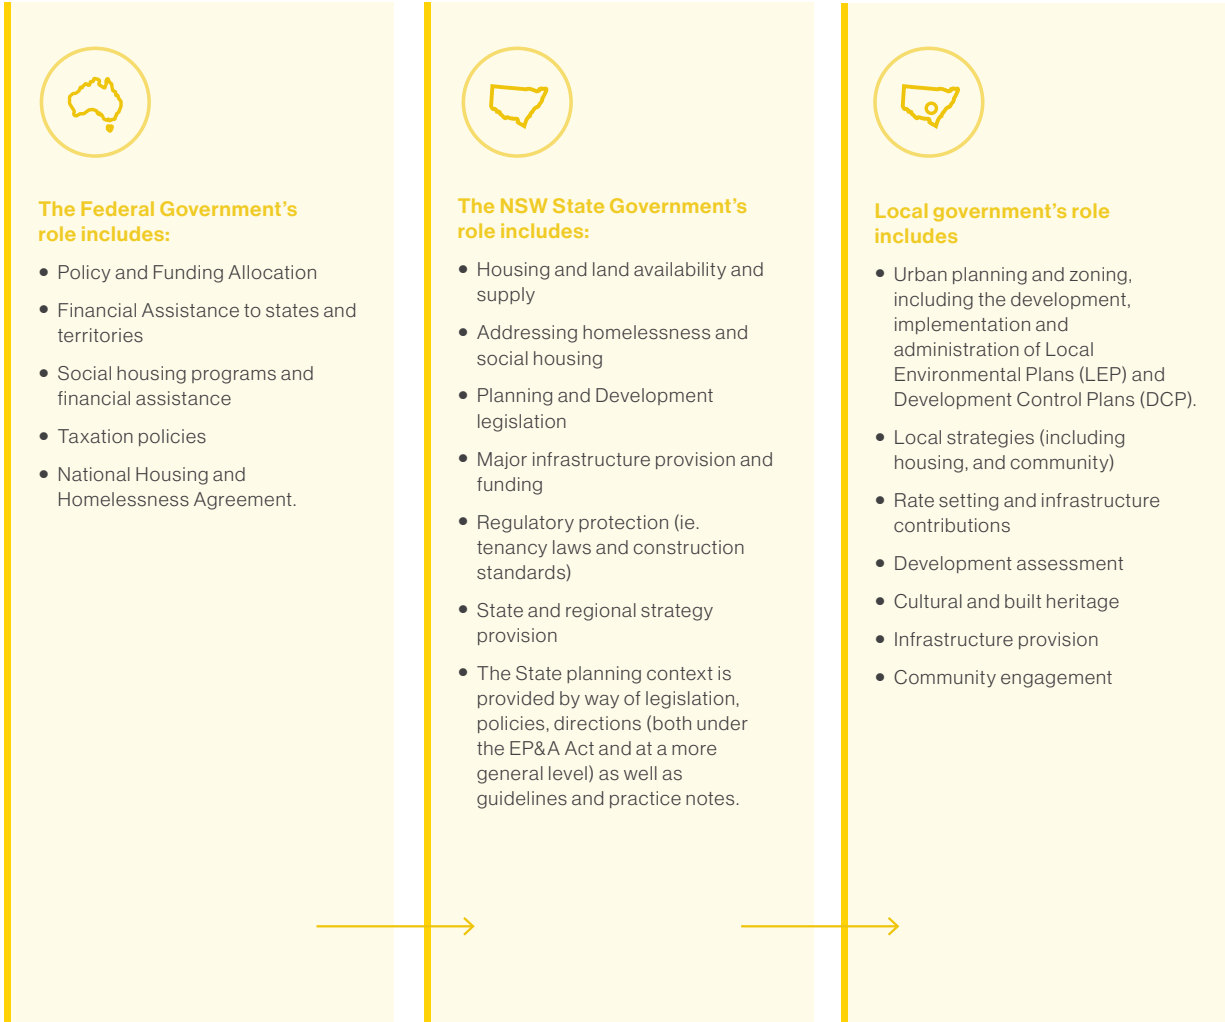 The Federal Government's
role includes:
• Policy and Funding Allocation
• Financial Assistance to states and
territories
• Social housing programs and
financial assistance
• Taxation policies
• National Housing and
Homelessness Agreement.
The NSW State Government's
role includes:
• Housing and land availability and
supply
• Addressing homelessness and
social housing
• Planning and Development
legislation
• Major infrastructure provision and
funding
• Regulatory protection (ie.
tenancy laws and construction
standards)
• State and regional strategy
provision
• The State planning context is
provided by way of legislation,
policies, directions (both under
the EP&A Act and at a more
general level) as well as
guidelines and practice notes.
Local government's role
includes
• Urban planning and zoning,
including the development,
implementation and
administration of Local
Environmental Plans (LEP) and
Development Control Plans (DCP).
• Local strategies (including
housing, and community)
• Rate setting and infrastructure
contributions
• Development assessment
• Cultural and built heritage
• Infrastructure provision
• Community engagement